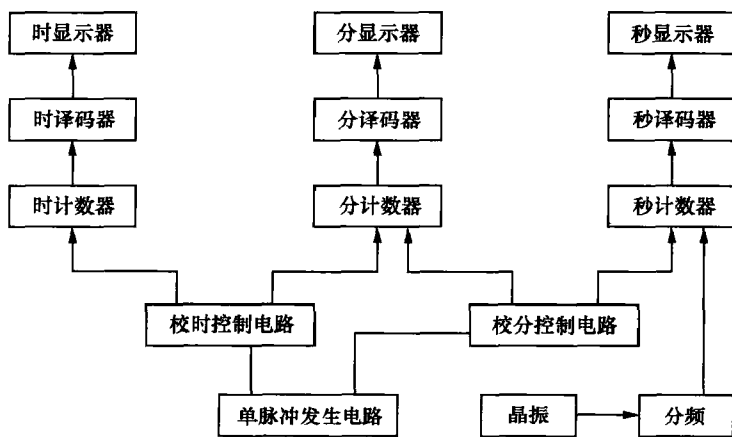 时显示器
分显示器
秒显示器
时译码器
分译码器
秒译码器
时计数器
分计数器
秒计数器
校时控制电路
校分控制电路
单脉冲发生电路
晶振
分频